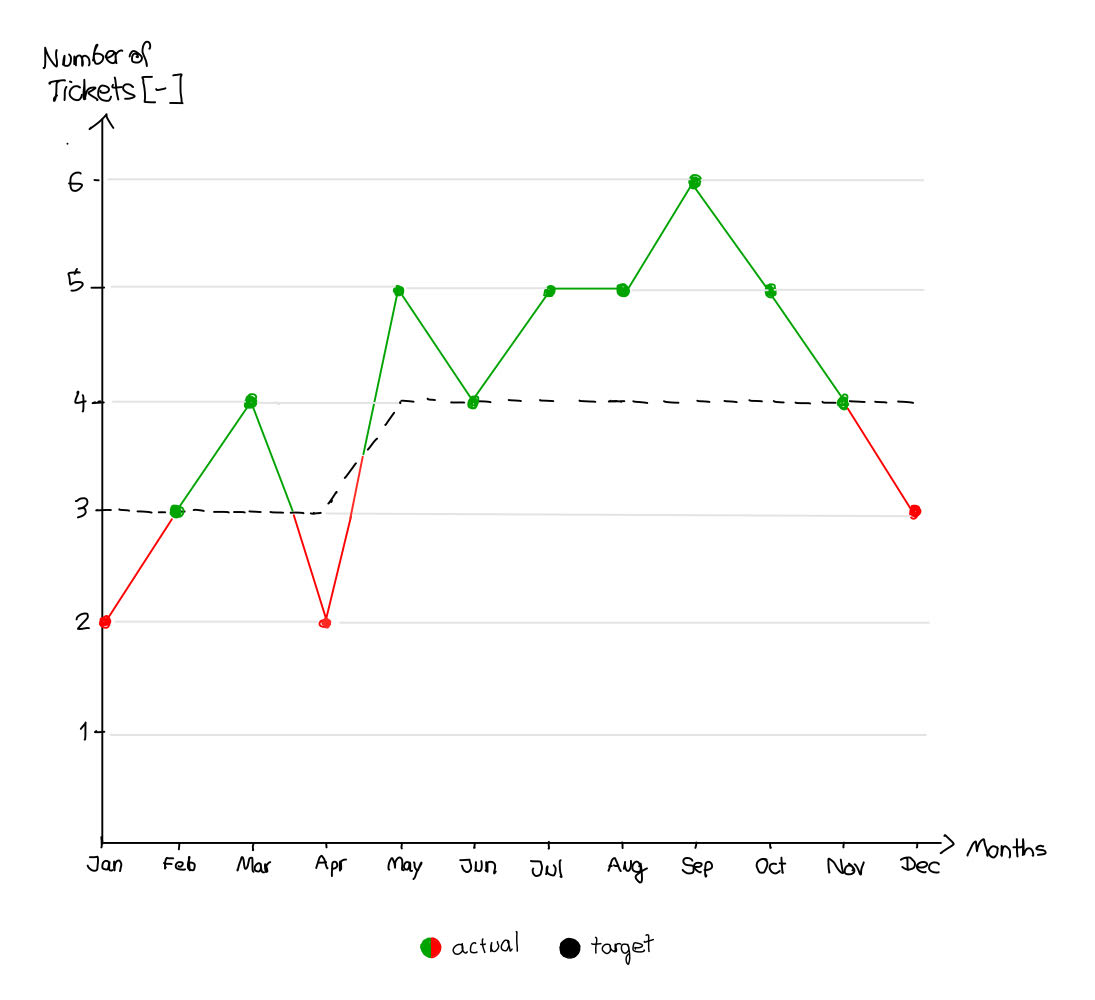 Number of
Tickets [-]
6
5
4
3
2
1
Jan Feb Mar Apr May Jun Jul Aug Sep Oct Nov Dec
Months
actual target